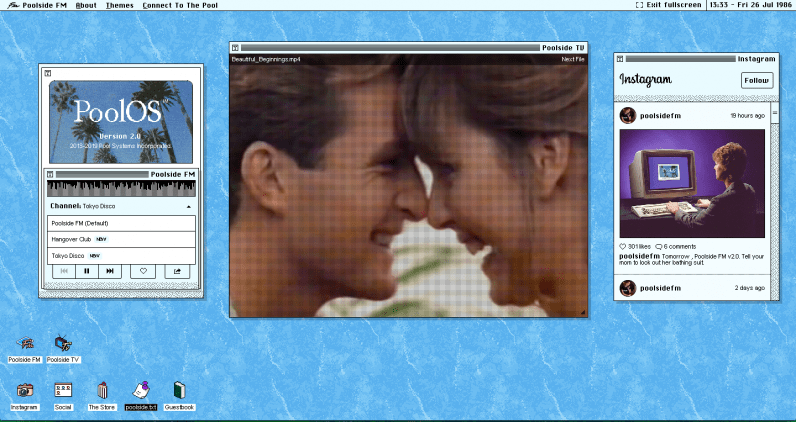 Poolside FM About Themes Connect To The Pool
Exit fullscreen 13:33 - Fri 26 Jul 1986
PoolOS™
Version 2.0
2015-2019 Pool Systems Incorporated.
Poolside FM
Channel: Tokyo Disco
Poolside FM (Default)
Hangover Club NEW
Tokyo Disco NEW
Poolside TV
Beautiful_Beginnings.mp4 Next File
Instagram
Instagram Follow
poolsidefm 19 hours ago
301 likes 6 comments
poolsidefm Tomorrow , Poolside FM v2.0. Tell your
mom to look out her bathing suit.
poolsidefm 2 days ago
Poolside FM Poolside TV
Instagram Social The Store poolside.txt Guestbook